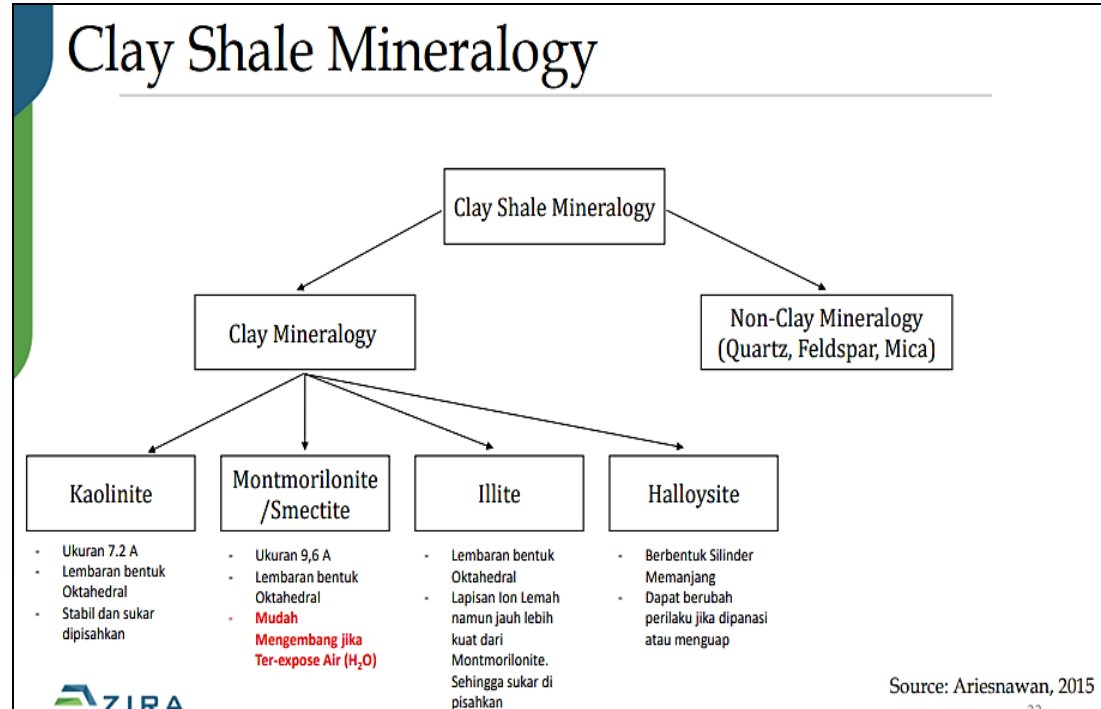 Clay Shale Mineralogy
Clay Shale Mineralogy
Clay Mineralogy
Non-Clay Mineralogy
(Quartz, Feldspar, Mica)
Kaolinite
- Ukuran 7.2 A
- Lembaran bentuk
Oktahedral
- Stabil dan sukar
dipisahkan
Montmorilonite
/Smectite
- Ukuran 9,6 A
- Lembaran bentuk
Oktahedral
- Mudah
Mengembang jika
Ter-expose Air (H₂O)
Illite
- Lembaran bentuk
Oktahedral
- Lapisan Ion Lemah
namun jauh lebih
kuat dari
Montmorilonite.
Sehingga sukar di
pisahkan
Halloysite
- Berbentuk Silinder
Memanjang
- Dapat berubah
perilaku jika dipanasi
atau menguap
ZIRA
Source: Ariesnawan, 2015